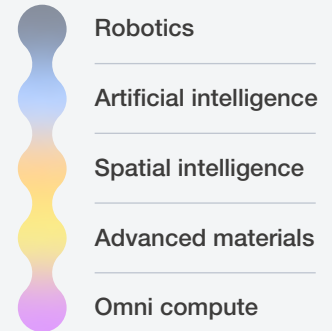 Robotics
Artificial intelligence
Spatial intelligence
Advanced materials
Omni compute